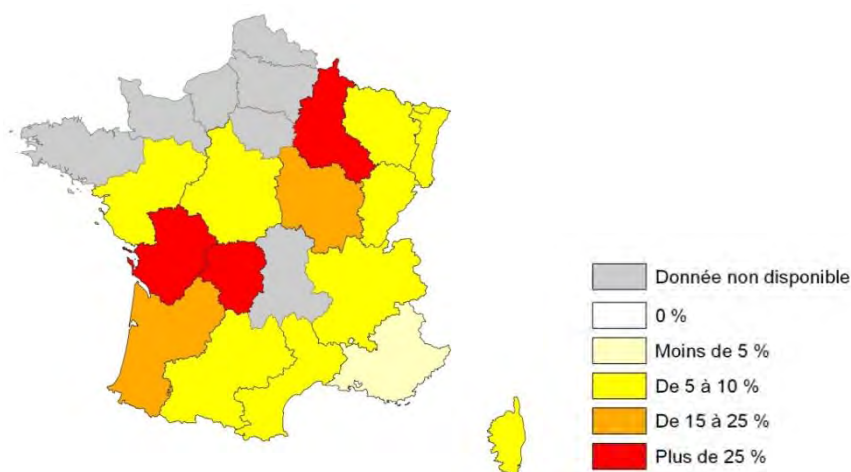 Donnée non disponible
0 %
Moins de 5 %
De 5 à 10 %
De 15 à 25 %
Plus de 25 %